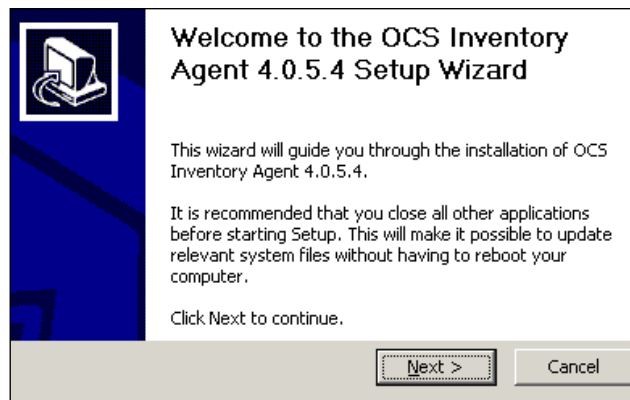 Welcome to the OCS Inventory
Agent 4.0.5.4 Setup Wizard
This wizard will guide you through the installation of OCS
Inventory Agent 4.0.5.4.
It is recommended that you close all other applications
before starting Setup. This will make it possible to update
relevant system files without having to reboot your
computer.
Click Next to continue.
Next >
Cancel